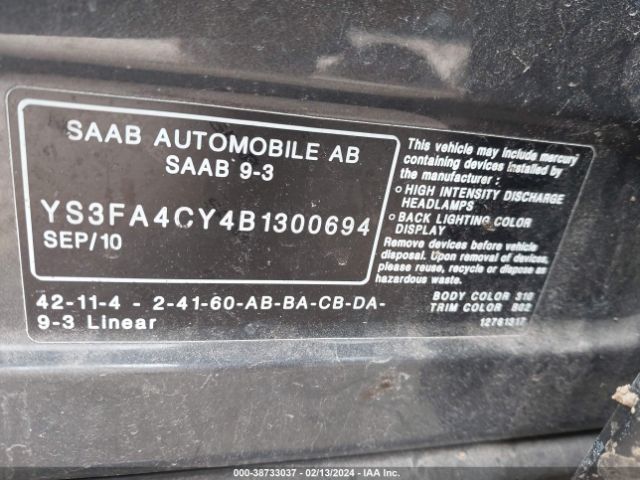 SAAB AUTOMOBILE AB
SAAB 9-3
YS3FA4CY4B1300694
SEP/10
42-11-4 - 2-41-60-AB-BA-CB-DA-
9-3 Linear
This vehicle may include mercury
containing devices installed by
the manufacturer :
○ HIGH INTENSITY DISCHARGE
HEADLAMPS
○ BACK LIGHTING COLOR
DISPLAY
Remove devices before vehicle
disposal. Upon removal of devices,
please reuse, recycle or dispose as
hazardous waste.
BODY COLOR 310
TRIM COLOR 802
12761317
000-38733037 - 02/13/2024 - IAA Inc.